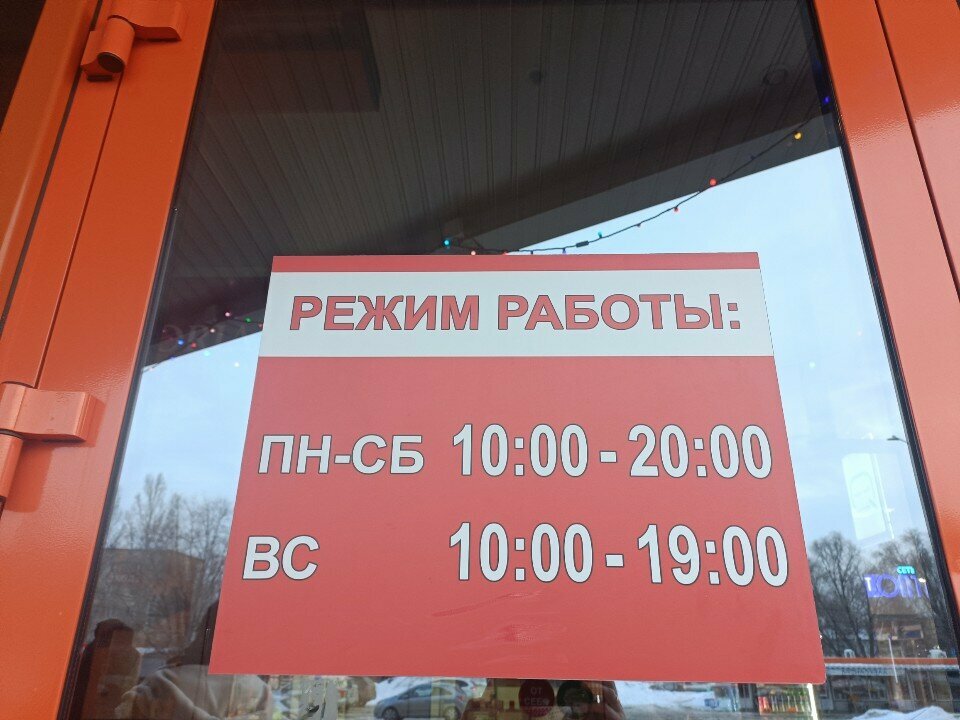 РЕЖИМ РАБОТЫ:
ПН-СБ 10:00 - 20:00
ВС 10:00 - 19:00